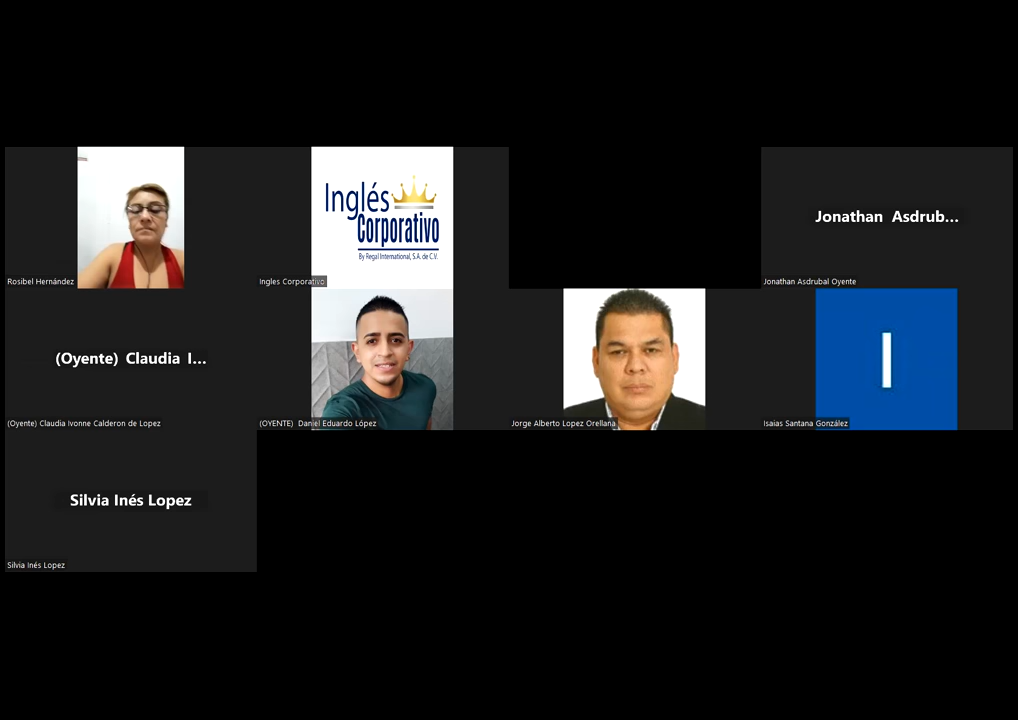 Inglés
Corporativo
By Regal International, S.A. de C.V.
Rosibel Hernández
Ingles Corporativo
Jonathan Asdrub...
Jonathan Asdrubal Oyente
(Oyente) Claudia I...
(Oyente) Claudia Ivonne Calderon de Lopez
(OYENTE) Daniel Eduardo López
Jorge Alberto Lopez Orellana
I
Isaias Santana González
Silvia Inés Lopez
Silvia Inés Lopez